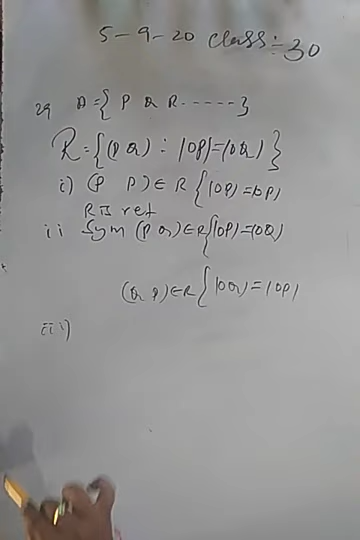 5-9-20 class:-30
29 A={ P Q R.-----}
R={(P Q) : |OP|=|OQ|}
i) (P P)∈R {|OP|=|OP|
R is ref
ii Sym (P Q)∈R{|OP|=|OQ|
(Q P)∈R{|OQ|=|OP|
iii)